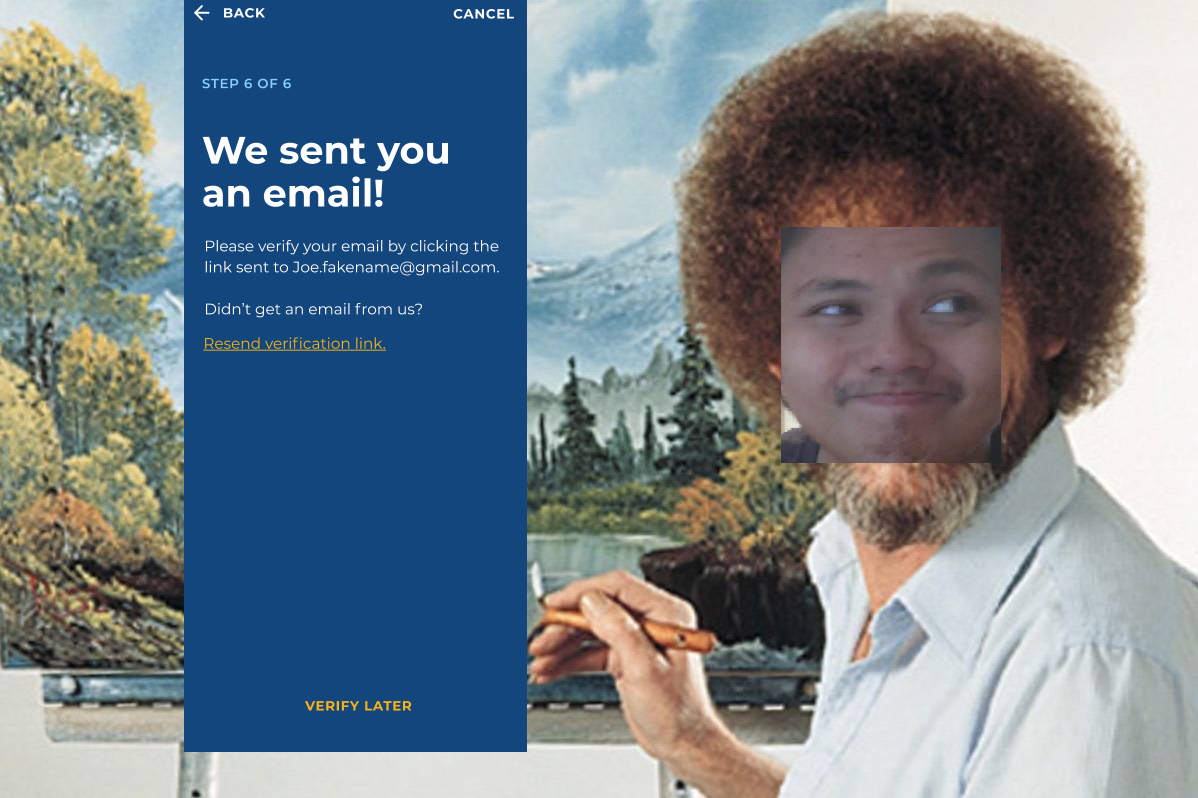 BACK
CANCEL
STEP 6 OF 6
We sent you
an email!
Please verify your email by clicking the
link sent to Joe.fakename@gmail.com.
Didn’t get an email from us?
Resend verification link.
VERIFY LATER